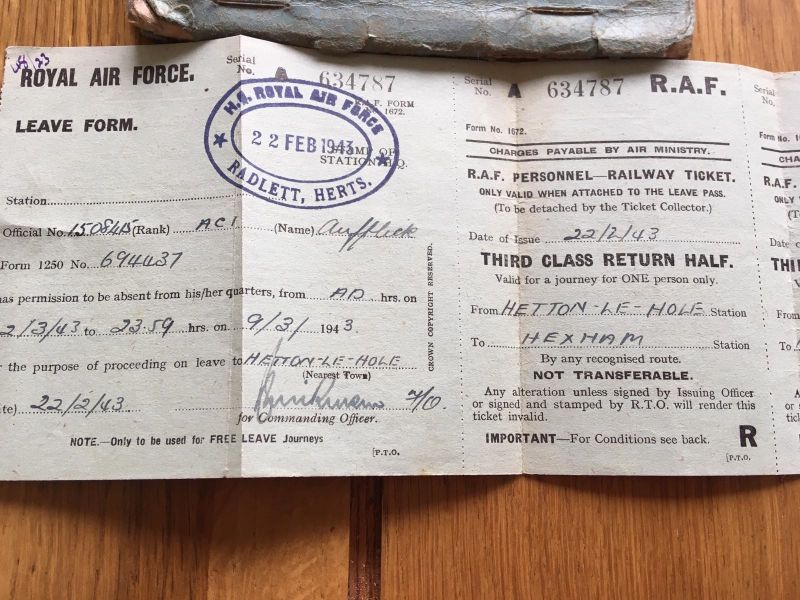 ROYAL AIR FORCE.
LEAVE FORM.
Serial No. A 634787
R.A.F. FORM 1672.
STAMP OF STATION H.Q.
H.Q. ROYAL AIR FORCE
22 FEB 1943
RADLETT, HERTS.
Station
Official No. 1508415 (Rank) AC1 (Name)
Form 1250 No. 694437
has permission to be absent from his/her quarters, from AD hrs. on
2/3/43 to 23.59 hrs. on 9/3/ 1943
the purpose of proceeding on leave to HETTON-LE-HOLE
(Nearest Town)
22/2/43 F/O.
for Commanding Officer.
NOTE.—Only to be used for FREE LEAVE Journeys
[P.T.O.
CROWN COPYRIGHT RESERVED.
Serial No. A 634787 R.A.F.
Form No. 1672.
CHARGES PAYABLE BY AIR MINISTRY.
R.A.F. PERSONNEL—RAILWAY TICKET.
ONLY VALID WHEN ATTACHED TO THE LEAVE PASS.
(To be detached by the Ticket Collector.)
Date of Issue 22/2/43
THIRD CLASS RETURN HALF.
Valid for a journey for ONE person only.
From HETTON-LE-HOLE Station
To HEXHAM Station
By any recognised route.
NOT TRANSFERABLE.
Any alteration unless signed by Issuing Officer
or signed and stamped by R.T.O. will render this
ticket invalid.
IMPORTANT—For Conditions see back. R
[P.T.O.